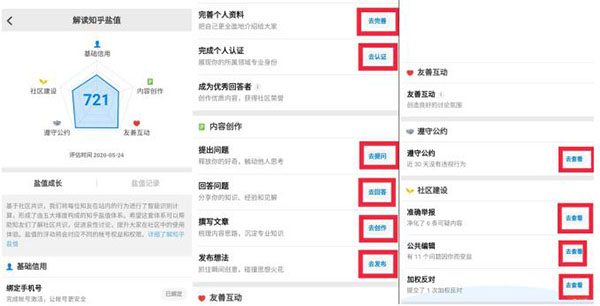 解读知乎盐值
基础信用
社区建设
内容创作
721
遵守公约
友善互动
评估时间 2020-05-24
盐值成长
盐值记录
基于社区共识，我们每位知友在站内的行为进行了智能识别计
算，形成了由五大维度构成的知乎盐值体系。希望这套体系可以帮
助知友们了解社区共识，促进良性讨论，提升大家在社区中的使用
体验。盐值的浮动将会对应不同的账号权益和权限。详细了解知乎
盐值
基础信用
绑定手机号
完成账号激活，让账号更安全
已绑定
完善个人资料
把自己更全面地介绍给大家
去完善
完成个人认证
展现你的所属领域专业身份
去认证
成为优秀回答者
创作优质内容，获得社区荣誉
内容创作
提出问题
释放你的好奇，触动他人思考
去提问
回答问题
分享你的知识、经验和见解
去回答
撰写文章
梳理内容思路，沉淀专业知识
去创作
发布想法
抓住瞬间创意，碰撞思想火花
去发布
友善互动
友善互动
友善互动
创造良好的讨论氛围
遵守公约
遵守公约
近 30 天没有违规行为
去查看
社区建设
准确举报
净化了 6 条可疑内容
去查看
公共编辑
有 11 个问题因你而受益
去查看
加权反对
提交了 1 次加权反对
去查看